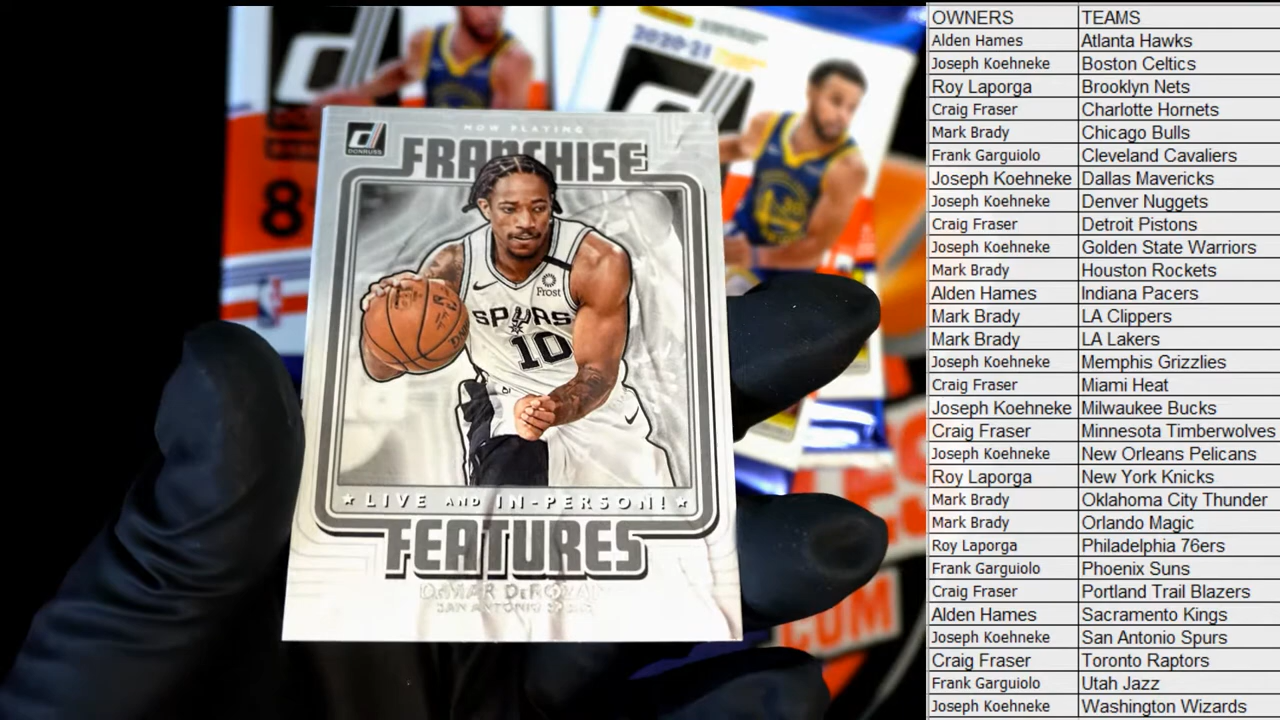 2020-21
8
d
DONRUSS
NOW PLAYING
FRANCHISE
Frost
SPURS
10
★ LIVE AND IN-PERSON! ★
FEATURES
DEMAR DEROZAN
SAN ANTONIO SPURS
COM
OWNERS TEAMS
Alden Hames Atlanta Hawks
Joseph Koehneke Boston Celtics
Roy Laporga Brooklyn Nets
Craig Fraser Charlotte Hornets
Mark Brady Chicago Bulls
Frank Garguiolo Cleveland Cavaliers
Joseph Koehneke Dallas Mavericks
Joseph Koehneke Denver Nuggets
Craig Fraser Detroit Pistons
Joseph Koehneke Golden State Warriors
Mark Brady Houston Rockets
Alden Hames Indiana Pacers
Mark Brady LA Clippers
Mark Brady LA Lakers
Joseph Koehneke Memphis Grizzlies
Craig Fraser Miami Heat
Joseph Koehneke Milwaukee Bucks
Craig Fraser Minnesota Timberwolves
Joseph Koehneke New Orleans Pelicans
Roy Laporga New York Knicks
Mark Brady Oklahoma City Thunder
Mark Brady Orlando Magic
Roy Laporga Philadelphia 76ers
Frank Garguiolo Phoenix Suns
Craig Fraser Portland Trail Blazers
Alden Hames Sacramento Kings
Joseph Koehneke San Antonio Spurs
Craig Fraser Toronto Raptors
Frank Garguiolo Utah Jazz
Joseph Koehneke Washington Wizards